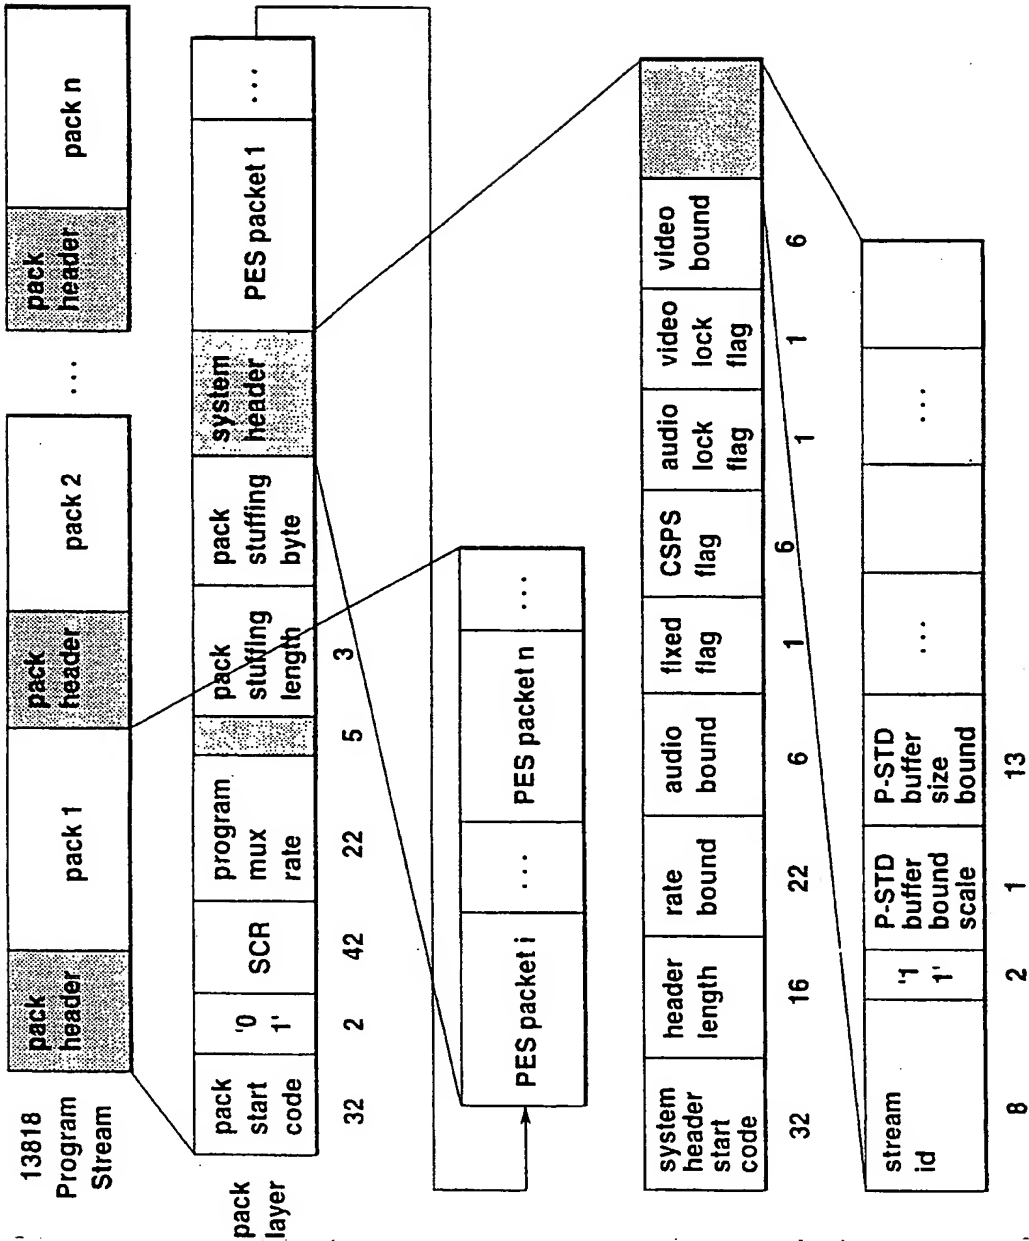 13818
Program
Stream
pack
header
pack 1
pack
header
pack 2
...
pack
header
pack n
pack
layer
pack
start
code
'0
1'
SCR
program
mux
rate
pack
stuffing
length
pack
stuffing
byte
system
header
PES packet 1
...
32
2
42
22
5
3
PES packet i
...
PES packet n
...
system
header
start
code
header
length
rate
bound
audio
bound
fixed
flag
CSPS
flag
audio
lock
flag
video
lock
flag
video
bound
32
16
22
6
1
6
1
1
6
stream
id
'1
1'
P-STD
buffer
bound
scale
P-STD
buffer
size
bound
...
...
8
2
1
13